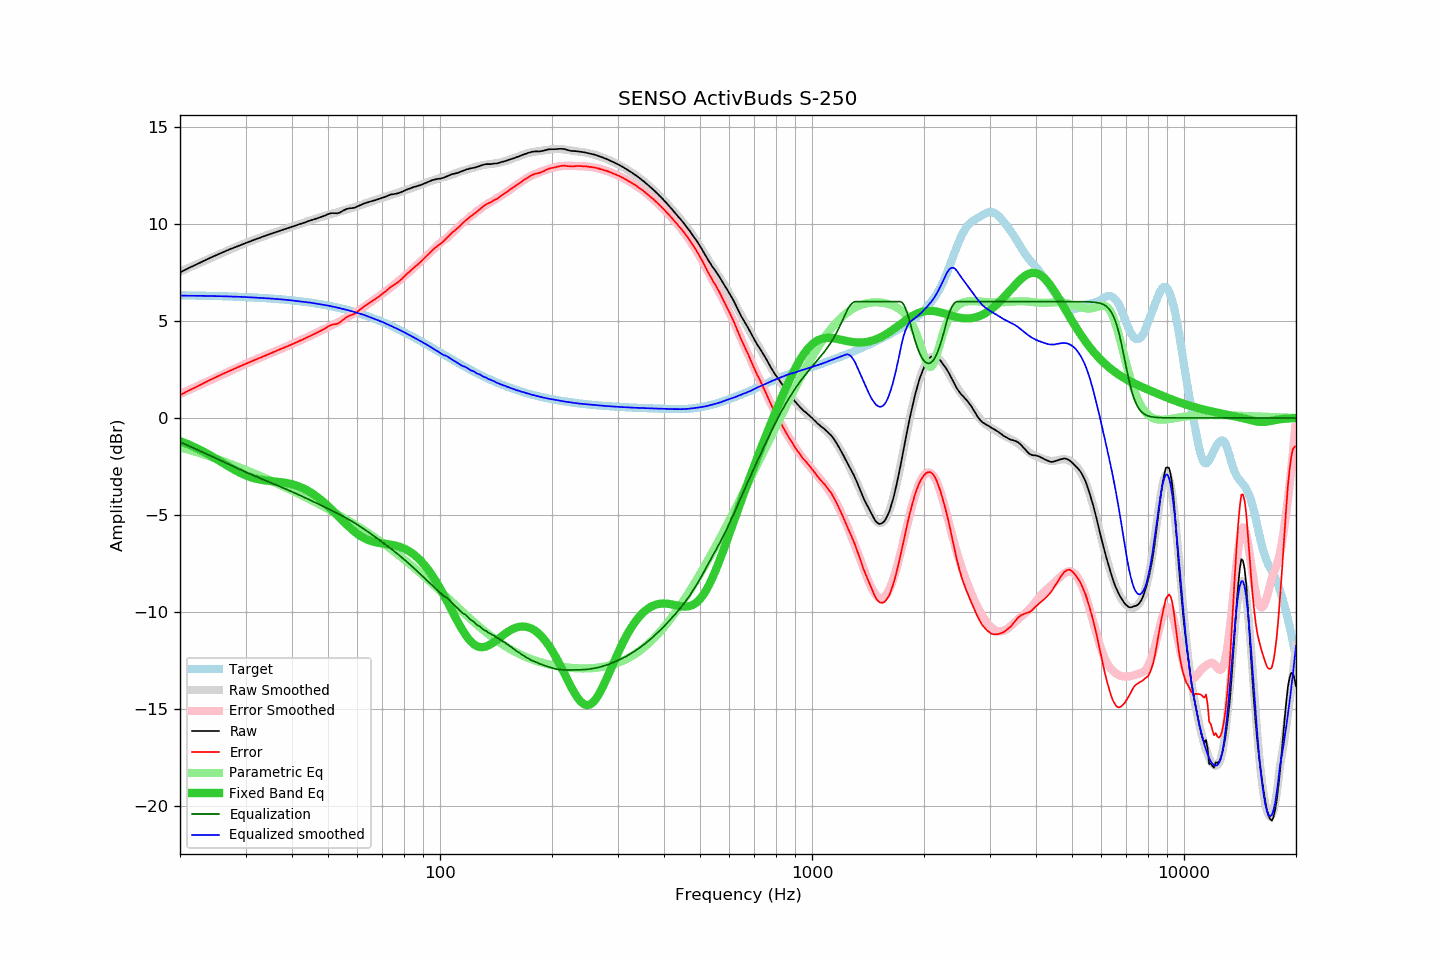 SENSO ActivBuds S-250
15
10
5
0
−5
−10
−15
−20
Amplitude (dBr)
Target
Raw Smoothed
Error Smoothed
Raw
Error
Parametric Eq
Fixed Band Eq
Equalization
Equalized smoothed
100
1000
10000
Frequency (Hz)